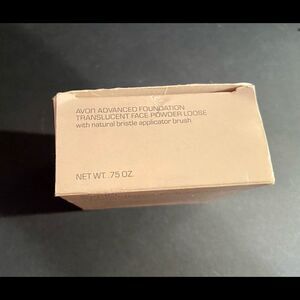 AVON ADVANCED FOUNDATION
TRANSLUCENT FACE POWDER LOOSE
with natural bristle applicator brush
NET WT. .75 OZ.